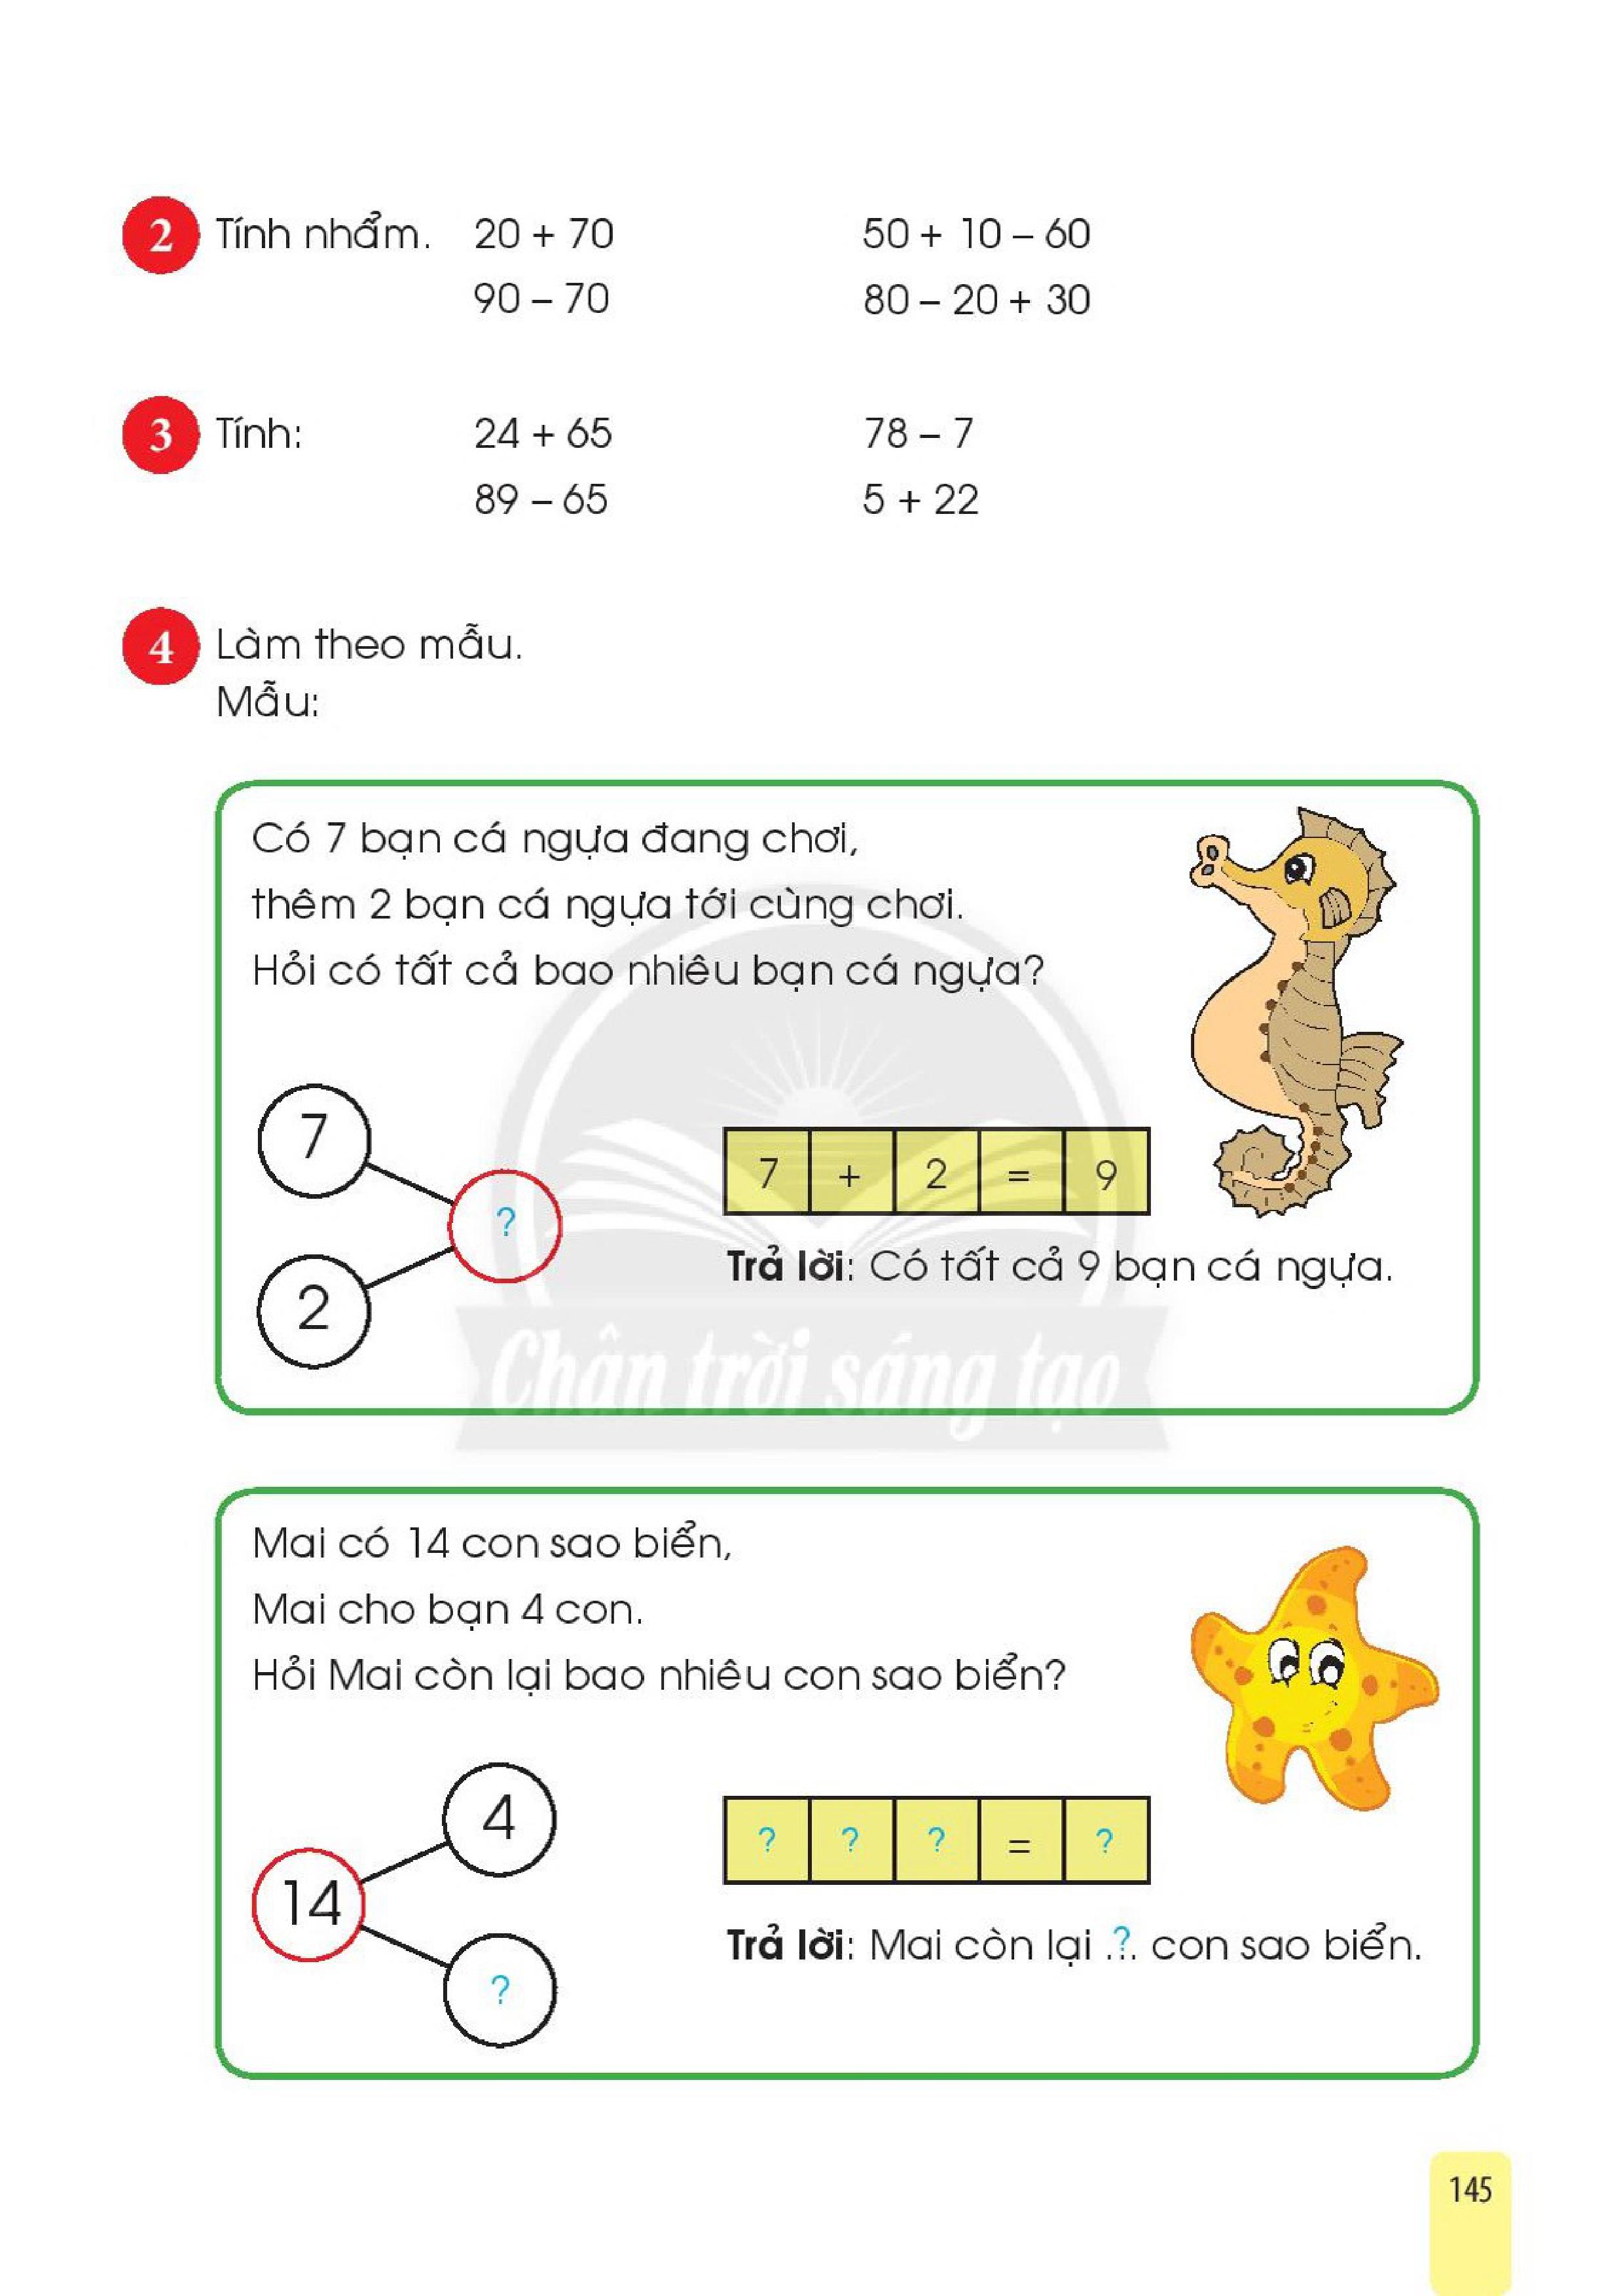 2 Tính nhẩm. 20 + 70 50 + 10 – 60
90 – 70 80 – 20 + 30
3 Tính: 24 + 65 78 – 7
89 – 65 5 + 22
4 Làm theo mẫu.
Mẫu:
Có 7 bạn cá ngựa đang chơi,
thêm 2 bạn cá ngựa tới cùng chơi.
Hỏi có tất cả bao nhiêu bạn cá ngựa?
7
2
?
7 + 2 = 9
Trả lời: Có tất cả 9 bạn cá ngựa.
Chân trời sáng tạo
Mai có 14 con sao biển,
Mai cho bạn 4 con.
Hỏi Mai còn lại bao nhiêu con sao biển?
4
14
?
? ? ? = ?
Trả lời: Mai còn lại .?. con sao biển.
145